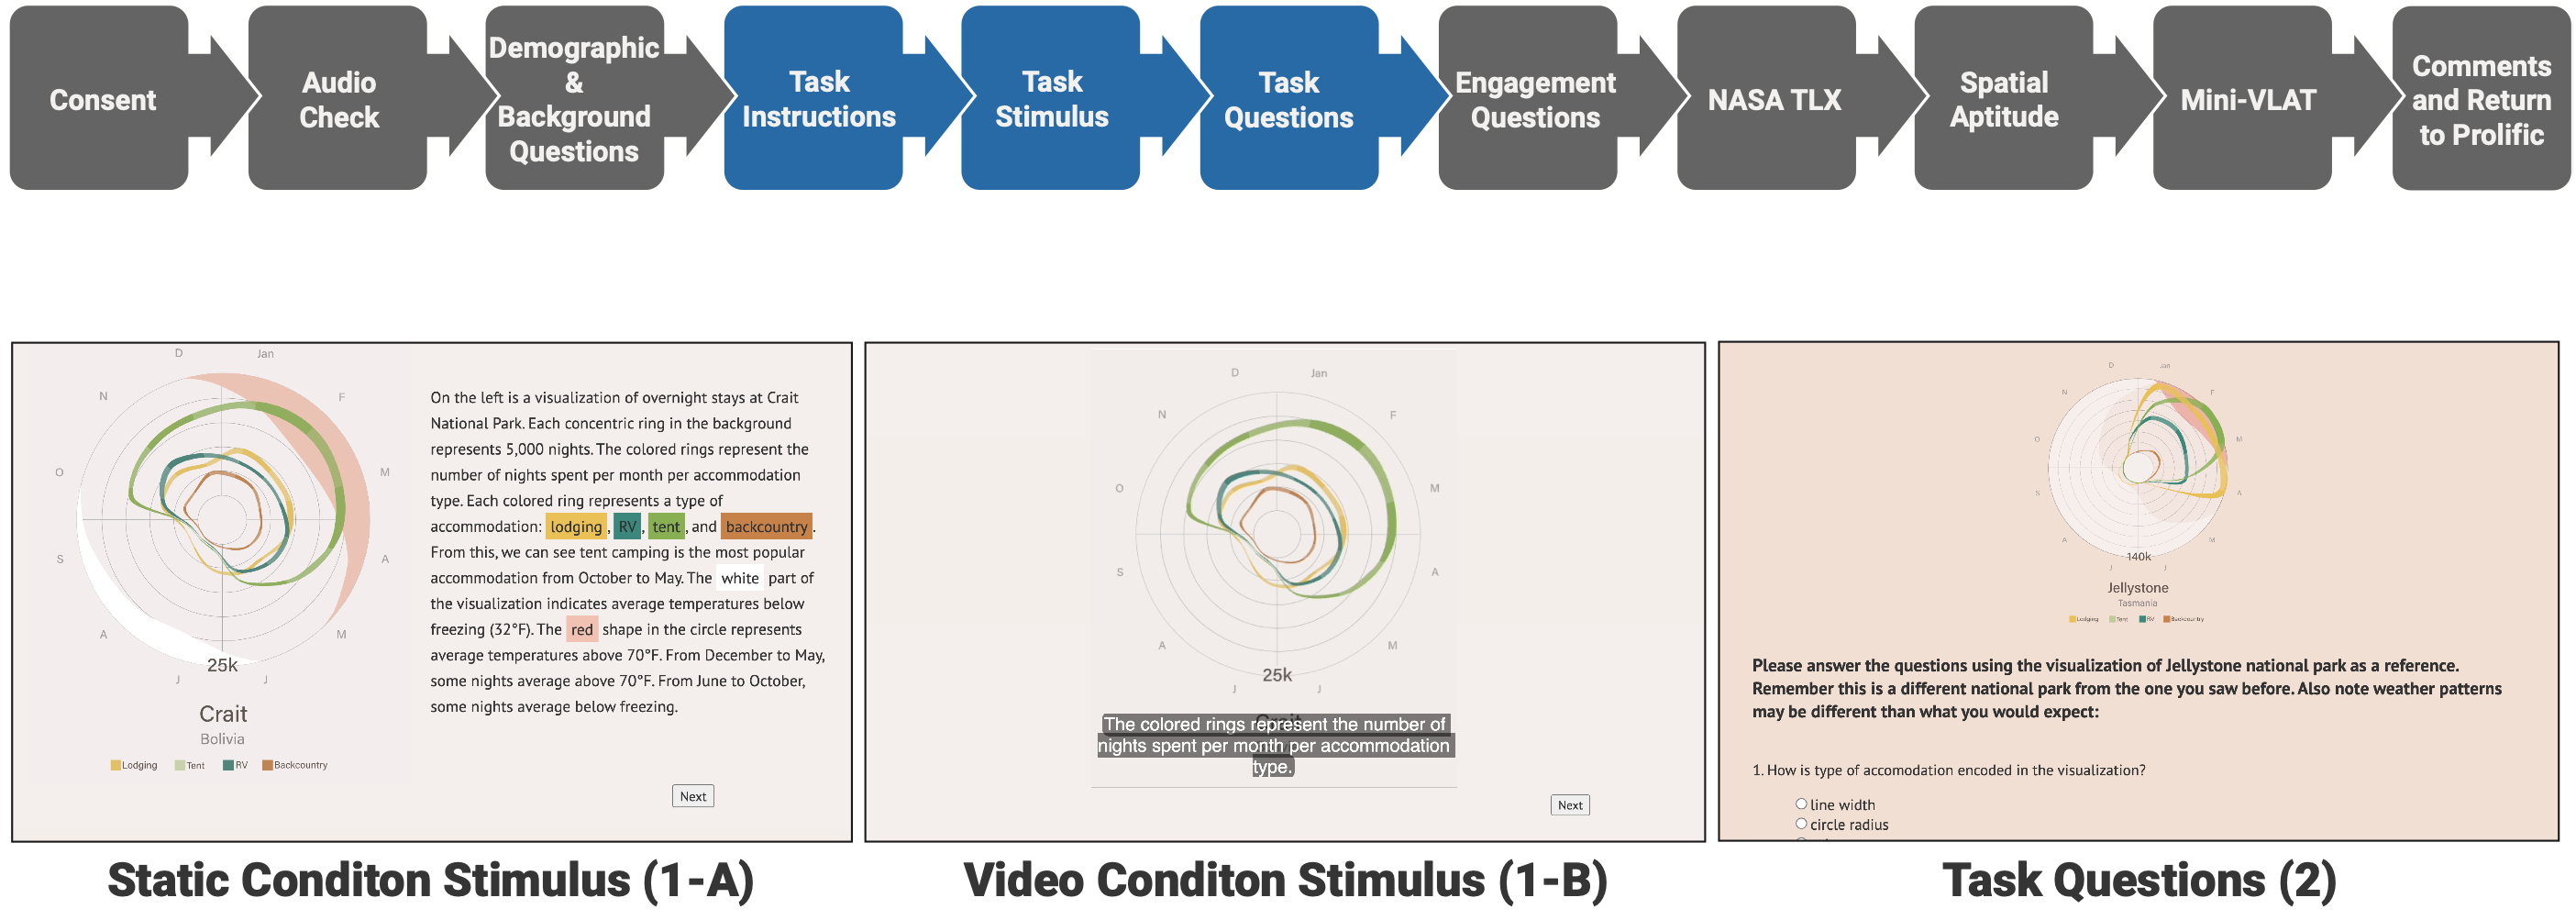 Consent
Audio
Check
Demographic
&
Background
Questions
Task
Instructions
Task
Stimulus
Task
Questions
Engagement
Questions
NASA TLX
Spatial
Aptitude
Mini-VLAT
Comments
and Return
to Prolific
D
Jan
N
F
O
M
S
A
A
M
25k
J
J
Crait
Bolivia
Lodging
Tent
RV
Backcountry
On the left is a visualization of overnight stays at Crait
National Park. Each concentric ring in the background
represents 5,000 nights. The colored rings represent the
number of nights spent per month per accommodation
type. Each colored ring represents a type of
accommodation: lodging, RV, tent, and backcountry.
From this, we can see tent camping is the most popular
accommodation from October to May. The white part of
the visualization indicates average temperatures below
freezing (32°F). The red shape in the circle represents
average temperatures above 70°F. From December to May,
some nights average above 70°F. From June to October,
some nights average below freezing.
Next
Static Conditon Stimulus (1-A)
D
Jan
N
F
O
M
S
A
A
M
25k
J
J
Crait
The colored rings represent the number of
nights spent per month per accommodation
type.
Next
Video Conditon Stimulus (1-B)
D
Jan
N
F
O
M
S
A
A
M
140k
J
J
Jellystone
Tasmania
Lodging
Tent
RV
Backcountry
Please answer the questions using the visualization of Jellystone national park as a reference.
Remember this is a different national park from the one you saw before. Also note weather patterns
may be different than what you would expect:
1. How is type of accomodation encoded in the visualization?
line width
circle radius
Task Questions (2)